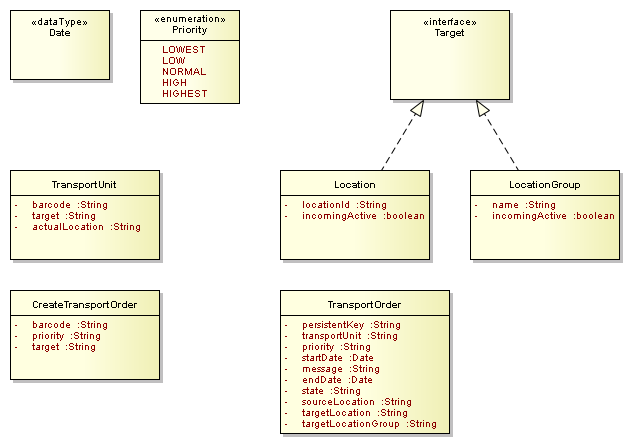 «dataType»
Date
«enumeration»
Priority
LOWEST
LOW
NORMAL
HIGH
HIGHEST
«interface»
Target
TransportUnit
- barcode :String
- target :String
- actualLocation :String
Location
- locationId :String
- incomingActive :boolean
LocationGroup
- name :String
- incomingActive :boolean
CreateTransportOrder
- barcode :String
- priority :String
- target :String
TransportOrder
- persistentKey :String
- transportUnit :String
- priority :String
- startDate :Date
- message :String
- endDate :Date
- state :String
- sourceLocation :String
- targetLocation :String
- targetLocationGroup :String